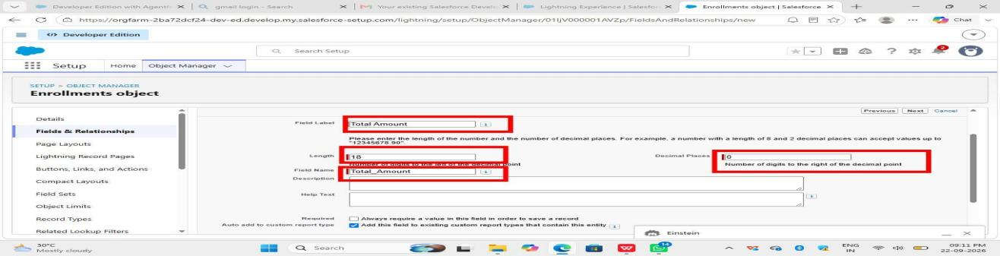 Developer Edition with Agentfo
gmail login - Search
Your existing Salesforce Develo
Lightning Experience | Salesfor
Enrollments object | Salesforce
https://orgfarm-2ba72dcf24-dev-ed.develop.my.salesforce-setup.com/lightning/setup/ObjectManager/01IjV000001AVZp/FieldsAndRelationships/new
Chat
</> Developer Edition
Search Setup
2
Setup
Home
Object Manager
SETUP > OBJECT MANAGER
Enrollments object
Details
Fields & Relationships
Page Layouts
Lightning Record Pages
Buttons, Links, and Actions
Compact Layouts
Field Sets
Object Limits
Record Types
Related Lookup Filters
Previous Next Cancel
Field Label Total Amount
Please enter the length of the number and the number of decimal places. For example, a number with a length of 8 and 2 decimal places can accept values up to
"12345678.90".
Length 18
Number of digits to the left of the decimal point
Decimal Places 0
Number of digits to the right of the decimal point
Field Name Total_Amount
Description
Help Text
Required Always require a value in this field in order to save a record
Auto add to custom report type Add this field to existing custom report types that contain this entity
Einstein
30°C
Mostly cloudy
Search
14
ENG
IN
09:11 PM
22-09-2026